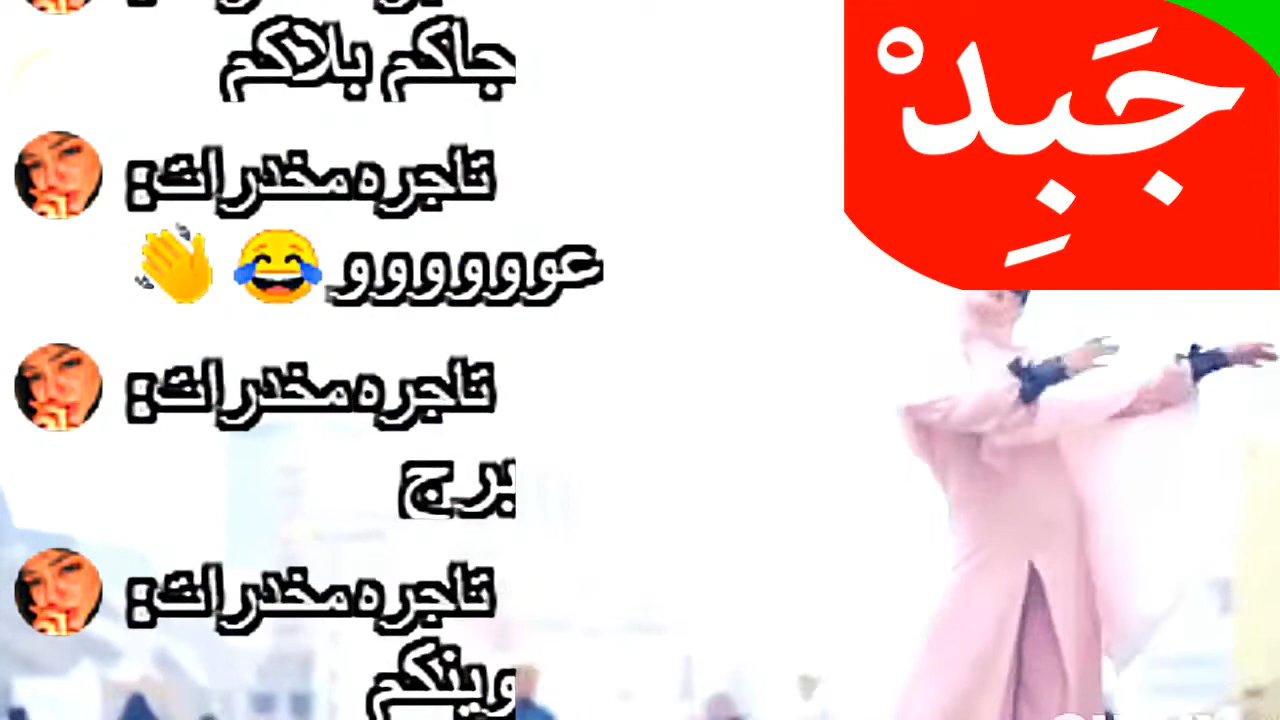 جاكم بلاكم
جَبِدْه
تاجره مخدرات:
عوووووو 😂 👋
تاجره مخدرات:
برج
تاجره مخدرات:
وينكم